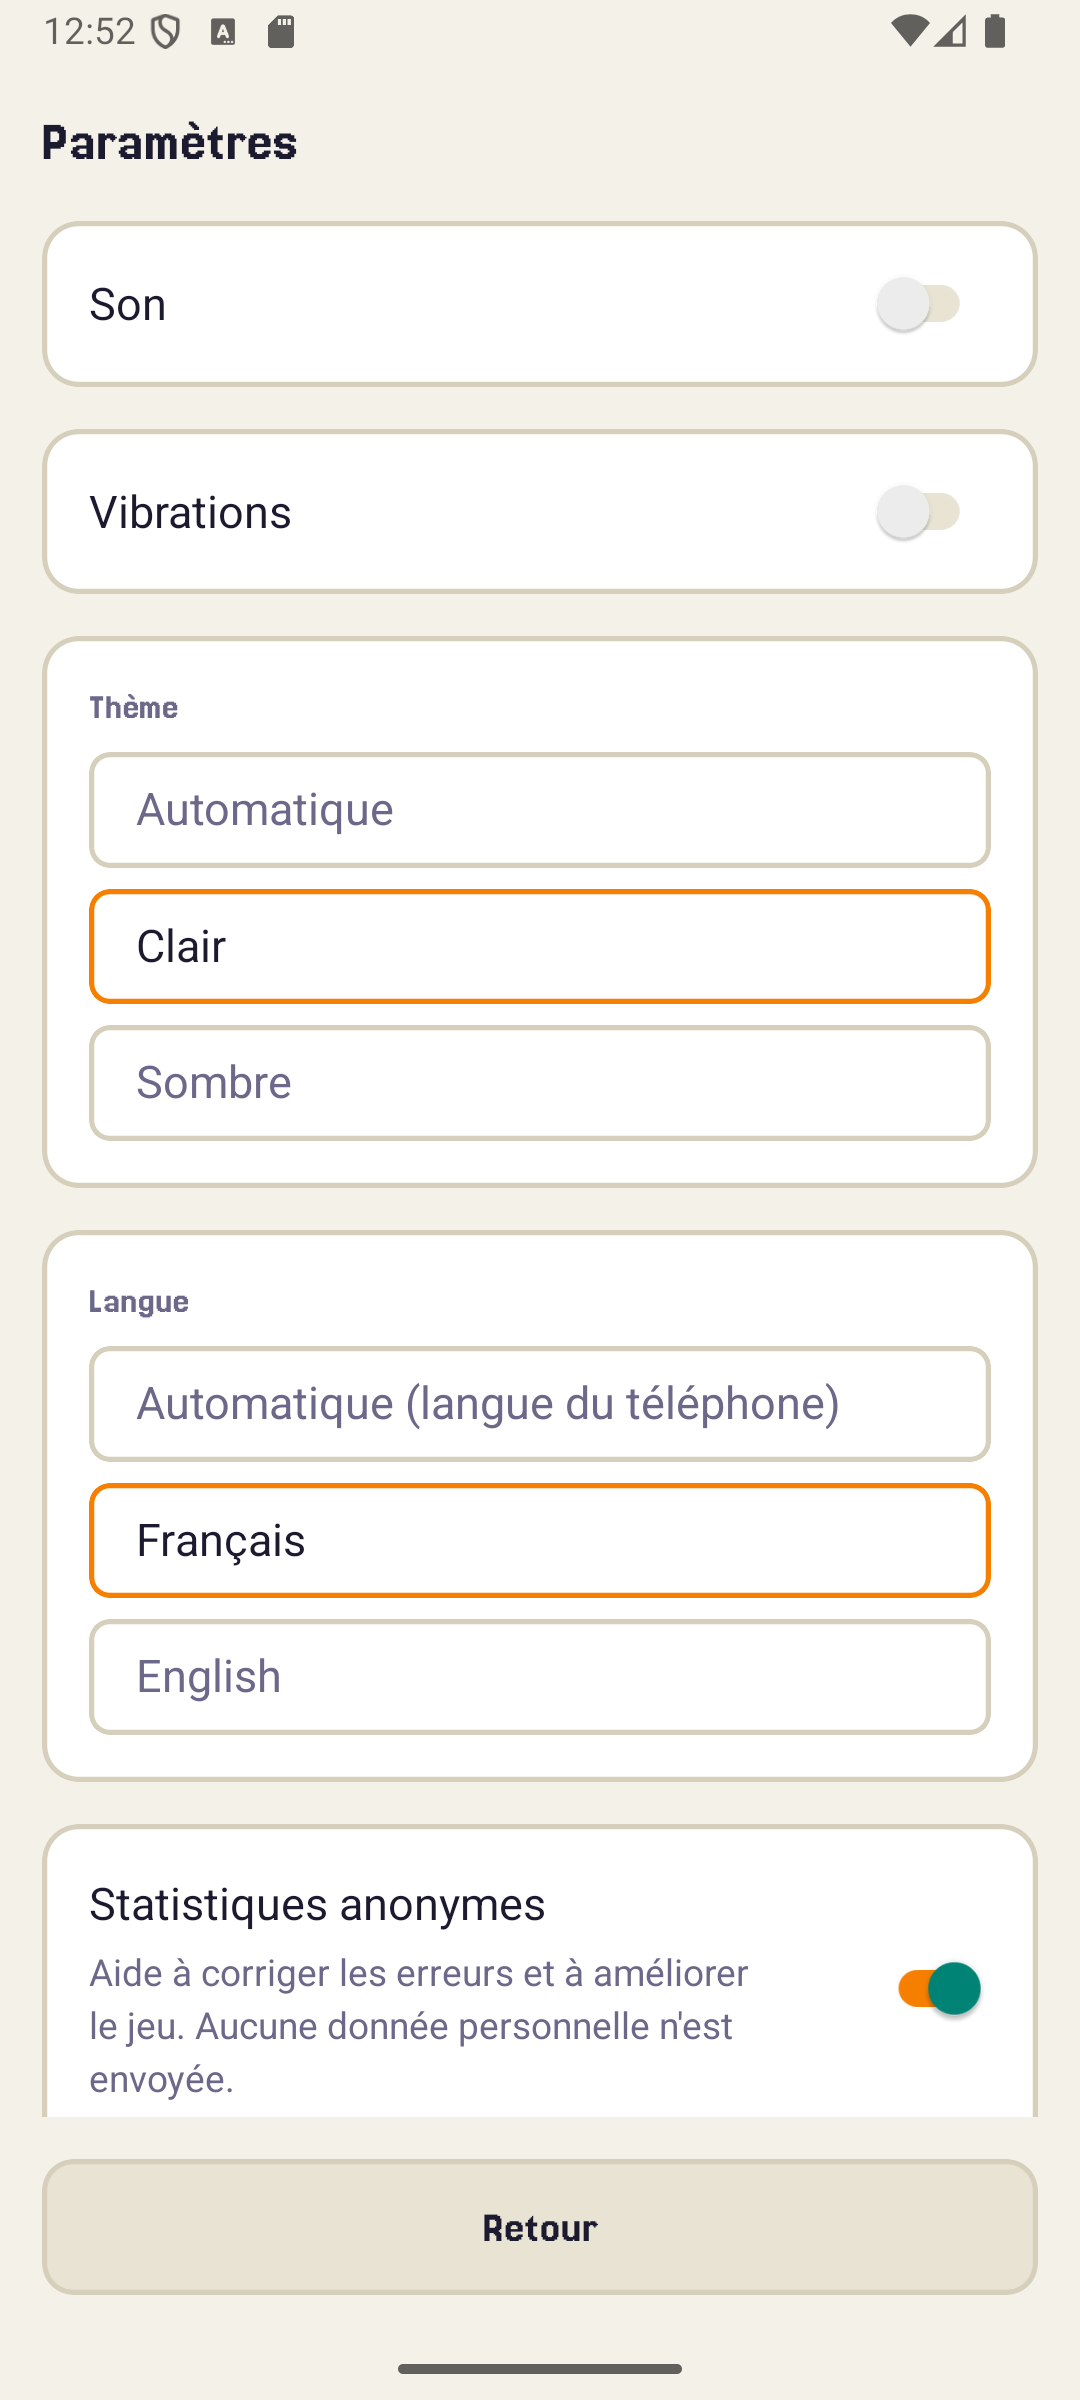 12:52
Paramètres
Son
Vibrations
Thème
Automatique
Clair
Sombre
Langue
Automatique (langue du téléphone)
Français
English
Statistiques anonymes
Aide à corriger les erreurs et à améliorer
le jeu. Aucune donnée personnelle n'est
envoyée.
Retour